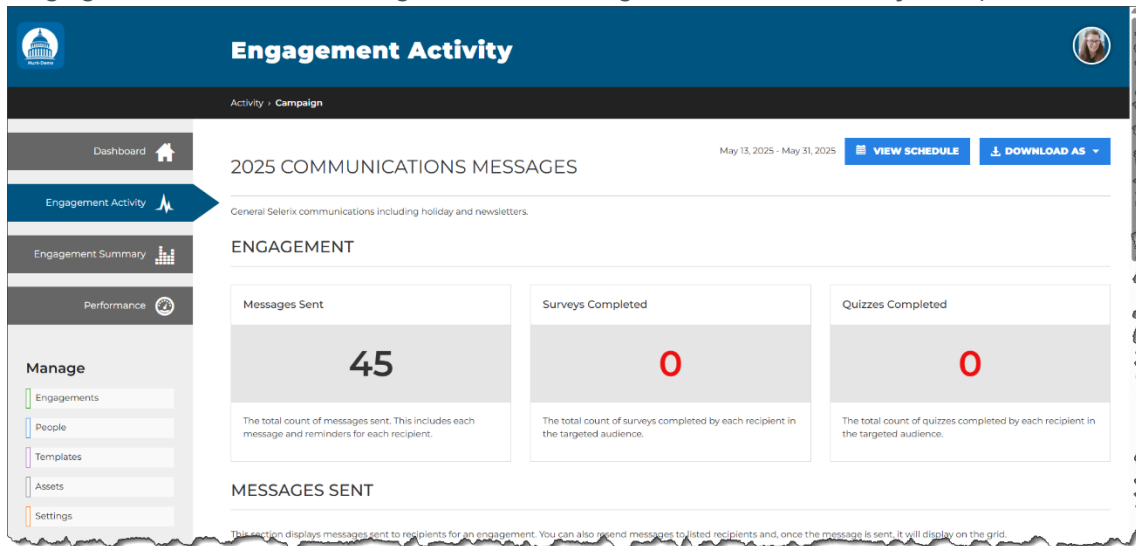 Engagement Activity
Activity › Campaign
Dashboard
Engagement Activity
Engagement Summary
Performance
Manage
Engagements
People
Templates
Assets
Settings
2025 COMMUNICATIONS MESSAGES
May 13, 2025 - May 31, 2025
VIEW SCHEDULE
DOWNLOAD AS
General Selerix communications including holiday and newsletters.
ENGAGEMENT
Messages Sent
45
The total count of messages sent. This includes each
message and reminders for each recipient.
Surveys Completed
0
The total count of surveys completed by each recipient in
the targeted audience.
Quizzes Completed
0
The total count of quizzes completed by each recipient in
the targeted audience.
MESSAGES SENT
This section displays messages sent to recipients for an engagement. You can also resend messages to listed recipients and, once the message is sent, it will display on the grid.